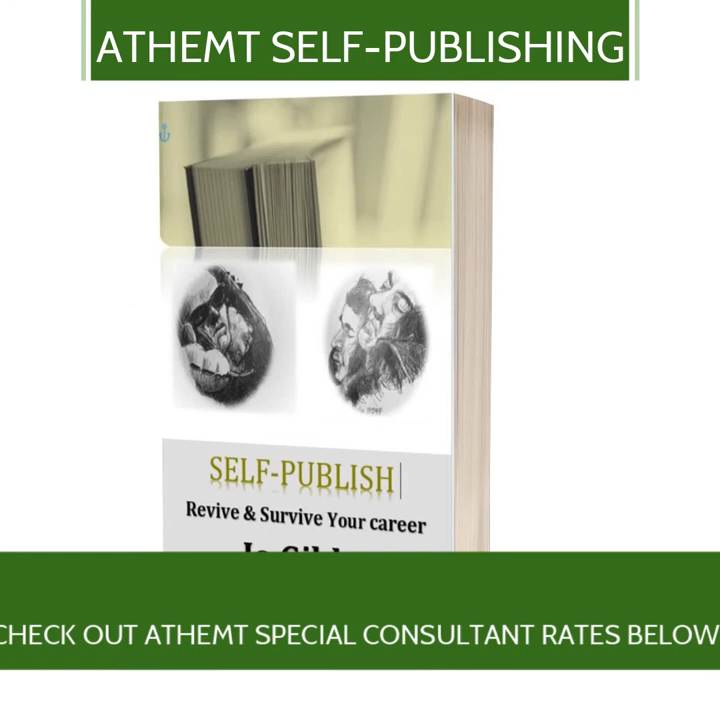 ATHEMT SELF-PUBLISHING
SELF-PUBLISH
Revive & Survive Your career
CHECK OUT ATHEMT SPECIAL CONSULTANT RATES BELOW